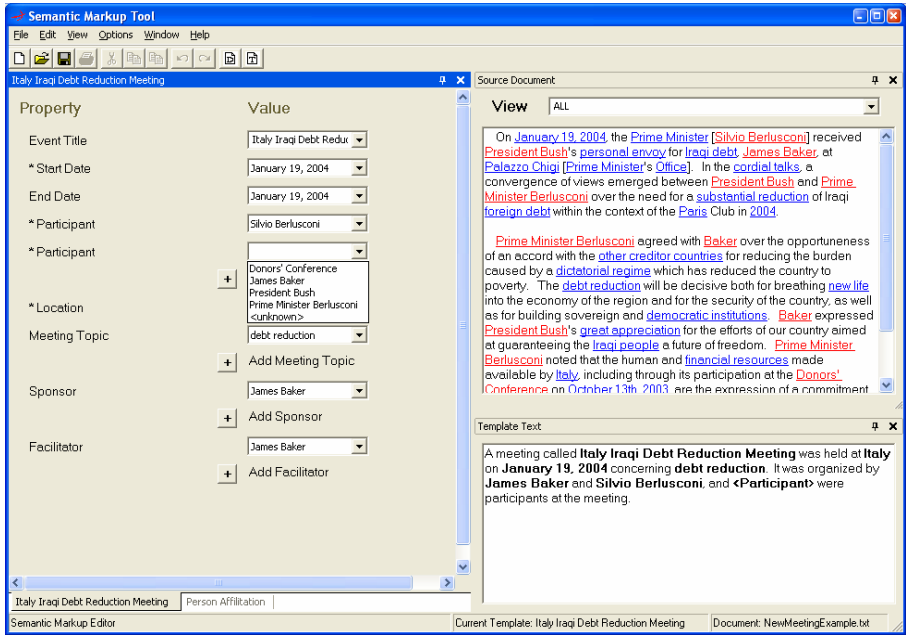 Semantic Markup Tool
File Edit View Options Window Help
Italy Iraqi Debt Reduction Meeting
Property Value
Event Title Italy Iraqi Debt Reduc
* Start Date January 19, 2004
End Date January 19, 2004
* Participant Silvio Berlusconi
* Participant
Donors' Conference
James Baker
President Bush
Prime Minister Berlusconi
<unknown>
+
* Location
Meeting Topic debt reduction
+ Add Meeting Topic
Sponsor James Baker
+ Add Sponsor
Facilitator James Baker
+ Add Facilitator
Italy Iraqi Debt Reduction Meeting Person Affilitation
Source Document
View ALL
On January 19, 2004, the Prime Minister [Silvio Berlusconi] received
President Bush's personal envoy for Iraqi debt, James Baker, at
Palazzo Chigi [Prime Minister's Office]. In the cordial talks, a
convergence of views emerged between President Bush and Prime
Minister Berlusconi over the need for a substantial reduction of Iraqi
foreign debt within the context of the Paris Club in 2004.
Prime Minister Berlusconi agreed with Baker over the opportuneness
of an accord with the other creditor countries for reducing the burden
caused by a dictatorial regime which has reduced the country to
poverty. The debt reduction will be decisive both for breathing new life
into the economy of the region and for the security of the country, as well
as for building sovereign and democratic institutions. Baker expressed
President Bush's great appreciation for the efforts of our country aimed
at guaranteeing the Iraqi people a future of freedom. Prime Minister
Berlusconi noted that the human and financial resources made
available by Italy, including through its participation at the Donors'
Conference on October 13th, 2003, are the expression of a commitment
Template Text
A meeting called Italy Iraqi Debt Reduction Meeting was held at Italy
on January 19, 2004 concerning debt reduction. It was organized by
James Baker and Silvio Berlusconi, and <Participant> were
participants at the meeting.
Semantic Markup Editor Current Template: Italy Iraqi Debt Reduction Meeting Document: NewMeetingExample.txt